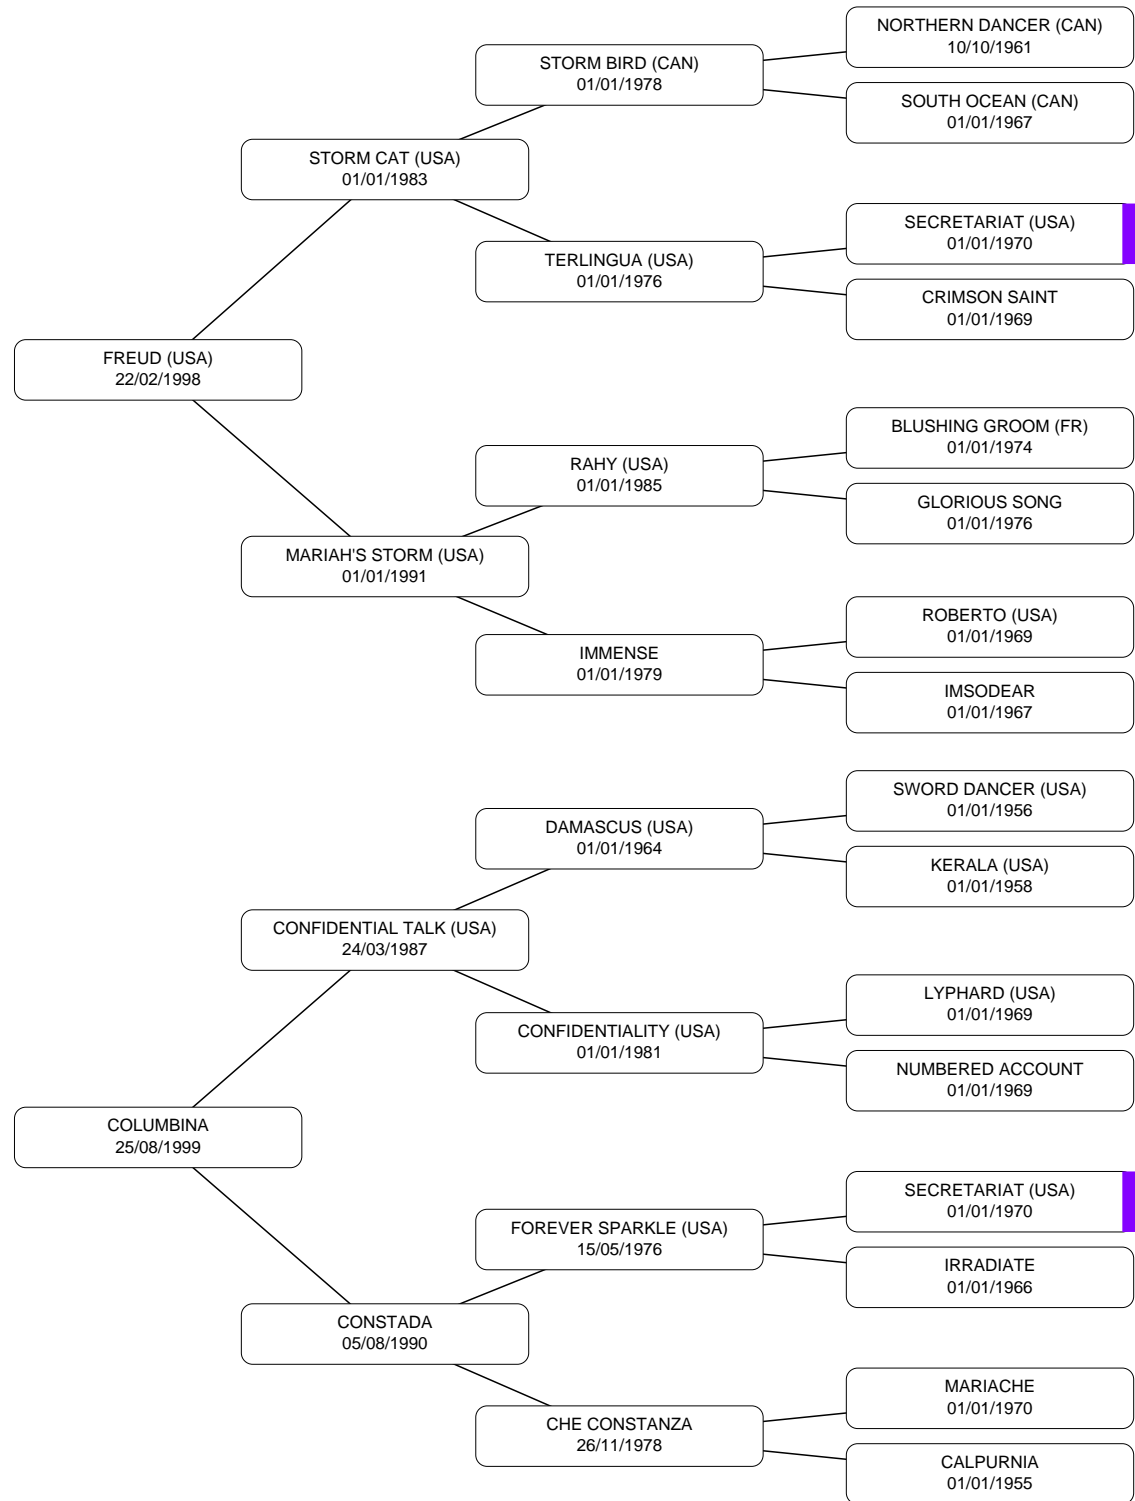 NORTHERN DANCER (CAN)
10/10/1961
STORM BIRD (CAN)
01/01/1978
SOUTH OCEAN (CAN)
01/01/1967
STORM CAT (USA)
01/01/1983
SECRETARIAT (USA)
01/01/1970
TERLINGUA (USA)
01/01/1976
CRIMSON SAINT
01/01/1969
FREUD (USA)
22/02/1998
BLUSHING GROOM (FR)
01/01/1974
RAHY (USA)
01/01/1985
GLORIOUS SONG
01/01/1976
MARIAH'S STORM (USA)
01/01/1991
ROBERTO (USA)
01/01/1969
IMMENSE
01/01/1979
IMSODEAR
01/01/1967
SWORD DANCER (USA)
01/01/1956
DAMASCUS (USA)
01/01/1964
KERALA (USA)
01/01/1958
CONFIDENTIAL TALK (USA)
24/03/1987
LYPHARD (USA)
01/01/1969
CONFIDENTIALITY (USA)
01/01/1981
NUMBERED ACCOUNT
01/01/1969
COLUMBINA
25/08/1999
SECRETARIAT (USA)
01/01/1970
FOREVER SPARKLE (USA)
15/05/1976
IRRADIATE
01/01/1966
CONSTADA
05/08/1990
MARIACHE
01/01/1970
CHE CONSTANZA
26/11/1978
CALPURNIA
01/01/1955